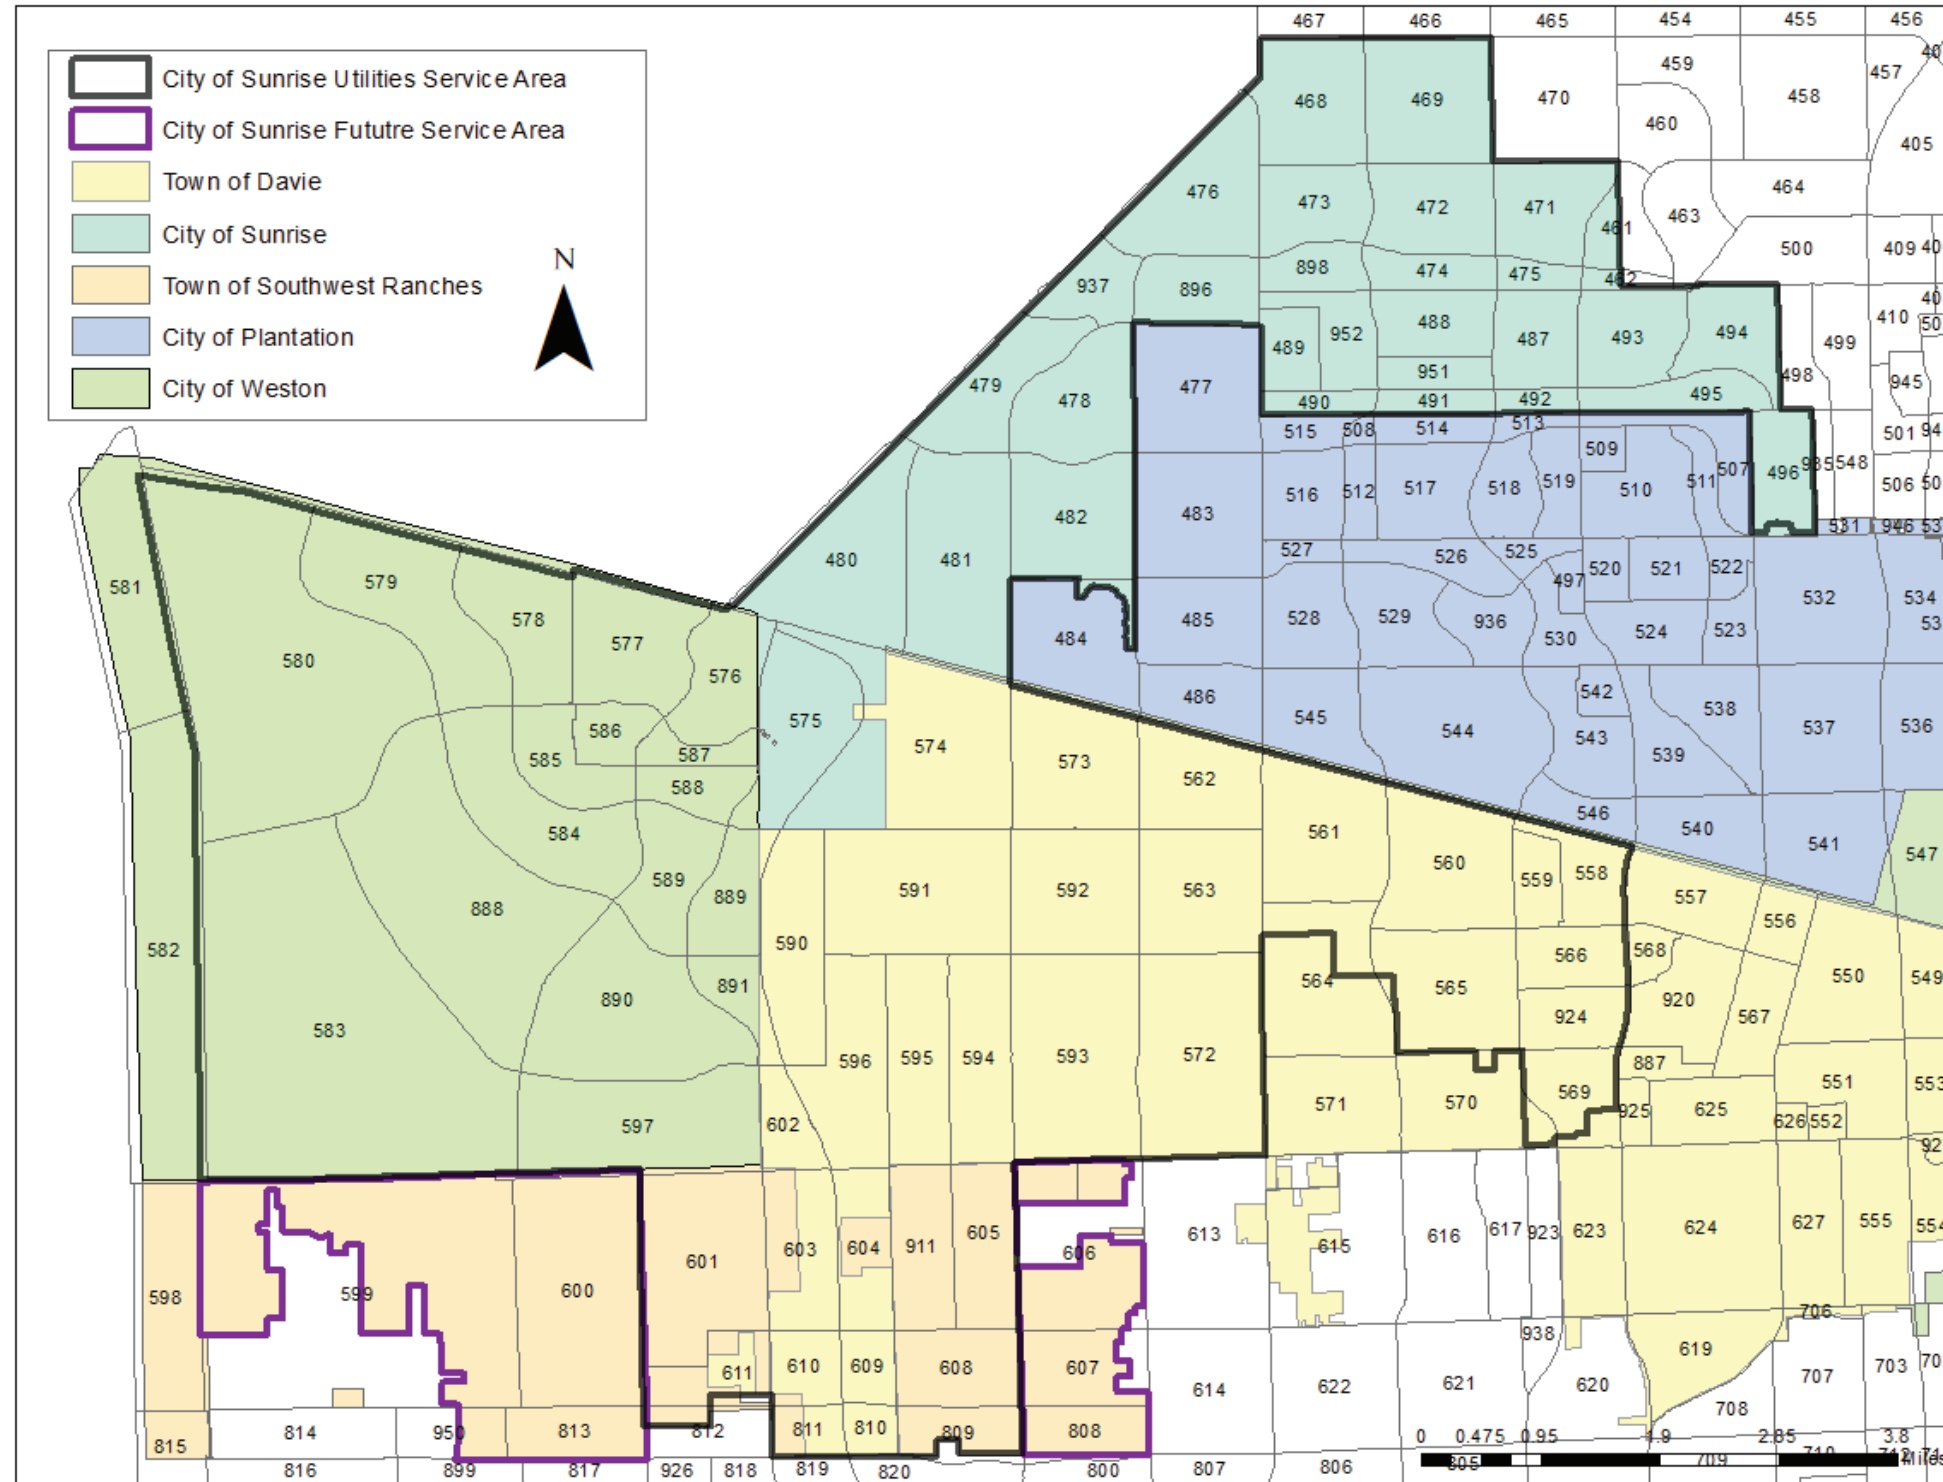 467 466 465 454 455 456
City of Sunrise Utilities Service Area
City of Sunrise Fututre Service Area
Town of Davie
City of Sunrise
Town of Southwest Ranches
City of Plantation
City of Weston
N
459 457
468 469 470 458
460 405
476 473 472 471 464
461 463
500 409
937 896 898 474 475 462
489 952 488 487 493 494 499 410
479 478 477 951 498 945
490 491 492 495
515 508 514 513 501
509 507 496 935 548
516 512 517 518 519 510 511 506
482 483
531 946
480 481 527 526 525
581 579 497 520 521 522
578 484 485 528 529 936 530 524 523 532 534
580 577
576 486 542
575 545 544 538 537 536
586 574 573 543 539
585 587 562
588 546
584 561 540 541
560 547
589 889 591 592 563 559 558 557
888 556
582 590 566 568
891 564 565 550 549
890 924 920 567
583 596 595 594 593 572
887
571 570 569 551 553
597 602 925 625 626 552
598 599 600 601 603 604 911 605 606 613 615 616 617 923 623 624 627 555 554
706
938
611 610 609 608 607 614 622 621 620 619 707 703
708
815 814 950 813 812 811 810 809 808
0 0.475 0.95 1.9 2.85 3.8
Miles
816 899 817 926 818 819 820 800 807 806 805 709 710